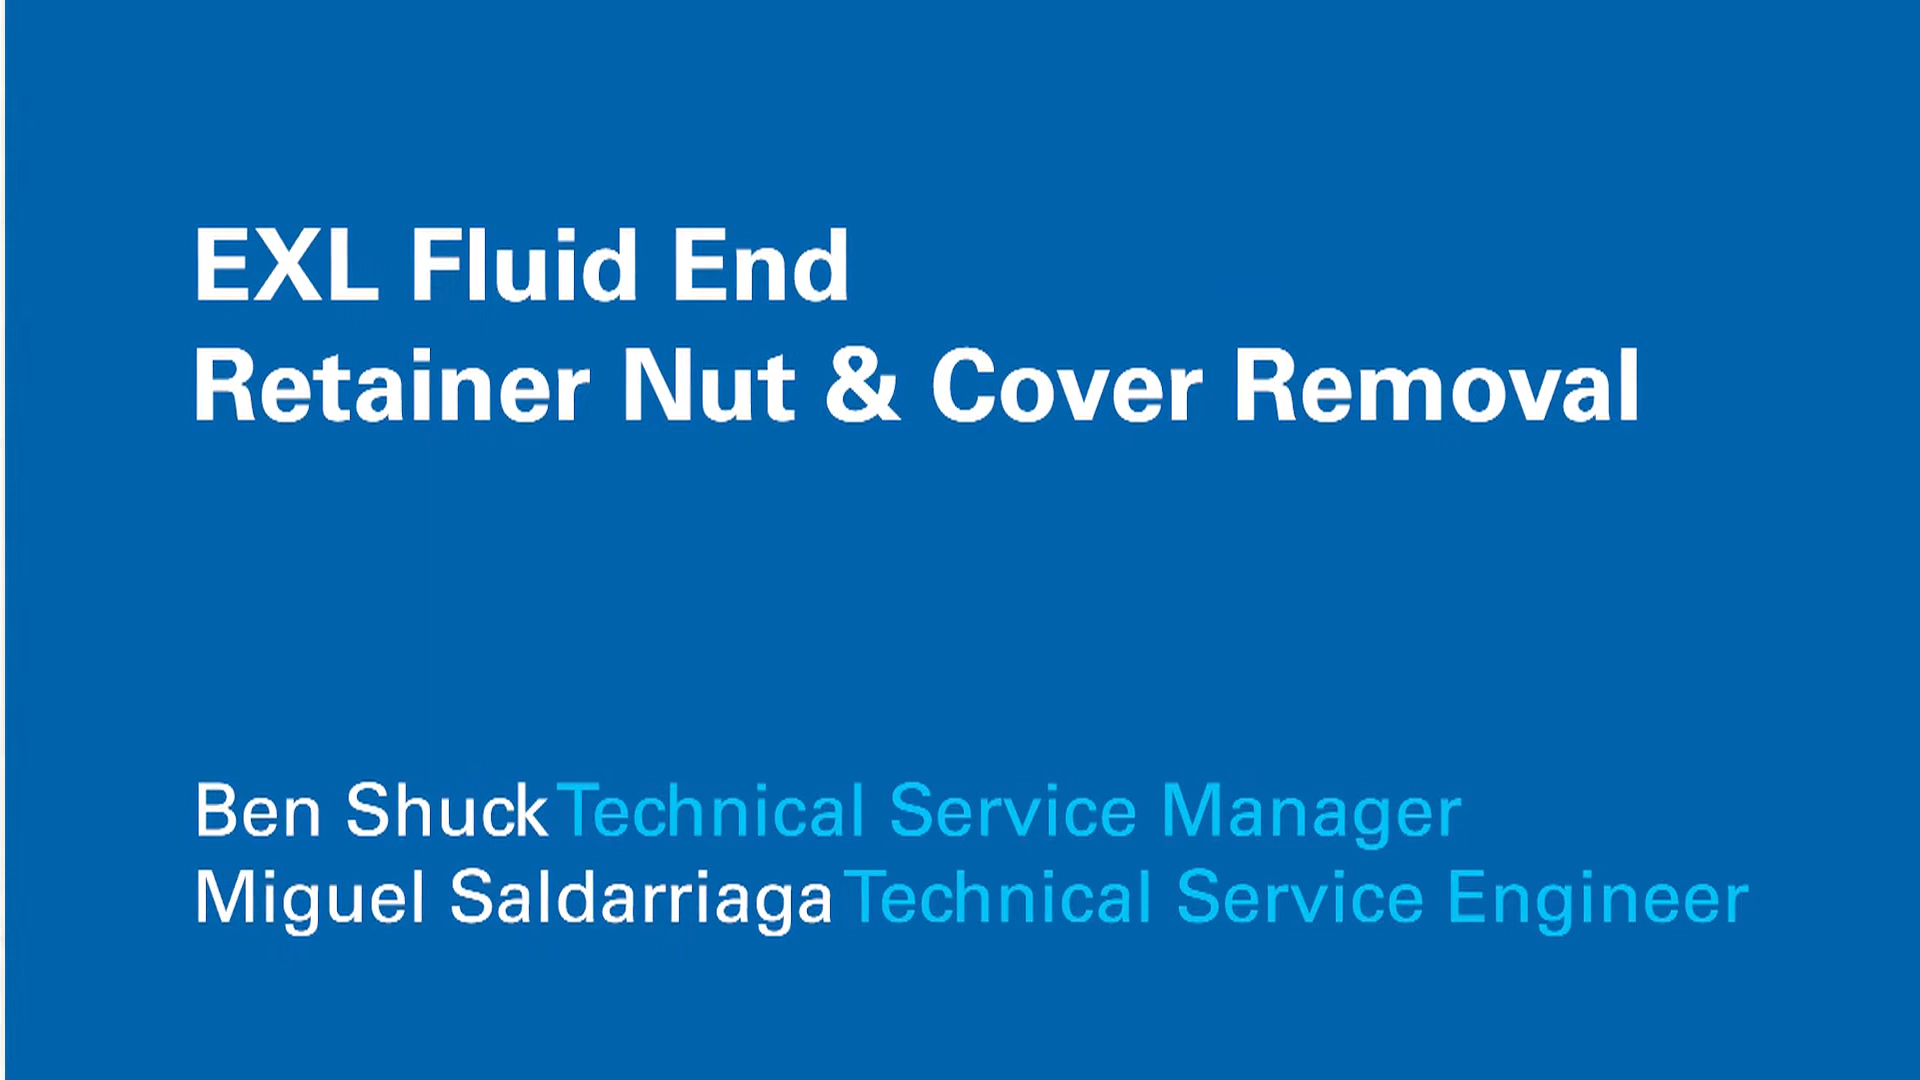 EXL Fluid End
Retainer Nut & Cover Removal
Ben Shuck Technical Service Manager
Miguel Saldarriaga Technical Service Engineer